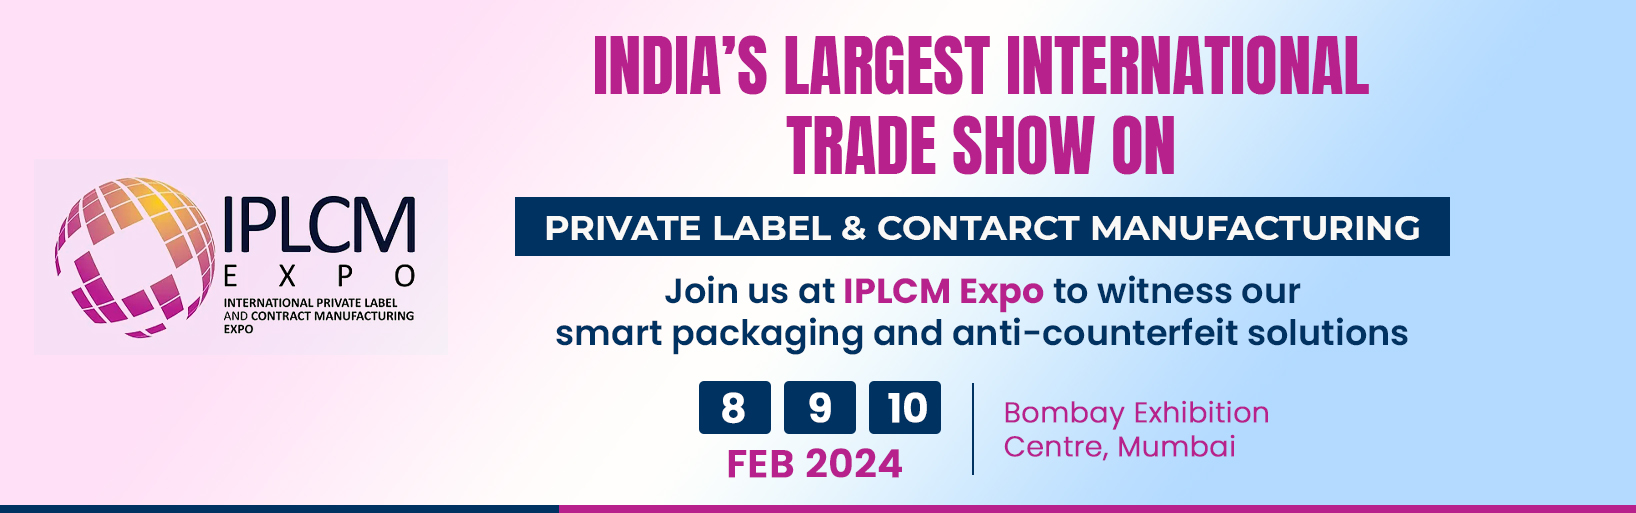 IPLCM
EXPO
INTERNATIONAL PRIVATE LABEL
AND CONTRACT MANUFACTURING
EXPO
INDIA’S LARGEST INTERNATIONAL
TRADE SHOW ON
PRIVATE LABEL & CONTARCT MANUFACTURING
Join us at IPLCM Expo to witness our
smart packaging and anti-counterfeit solutions
8 9 10
FEB 2024
Bombay Exhibition
Centre, Mumbai